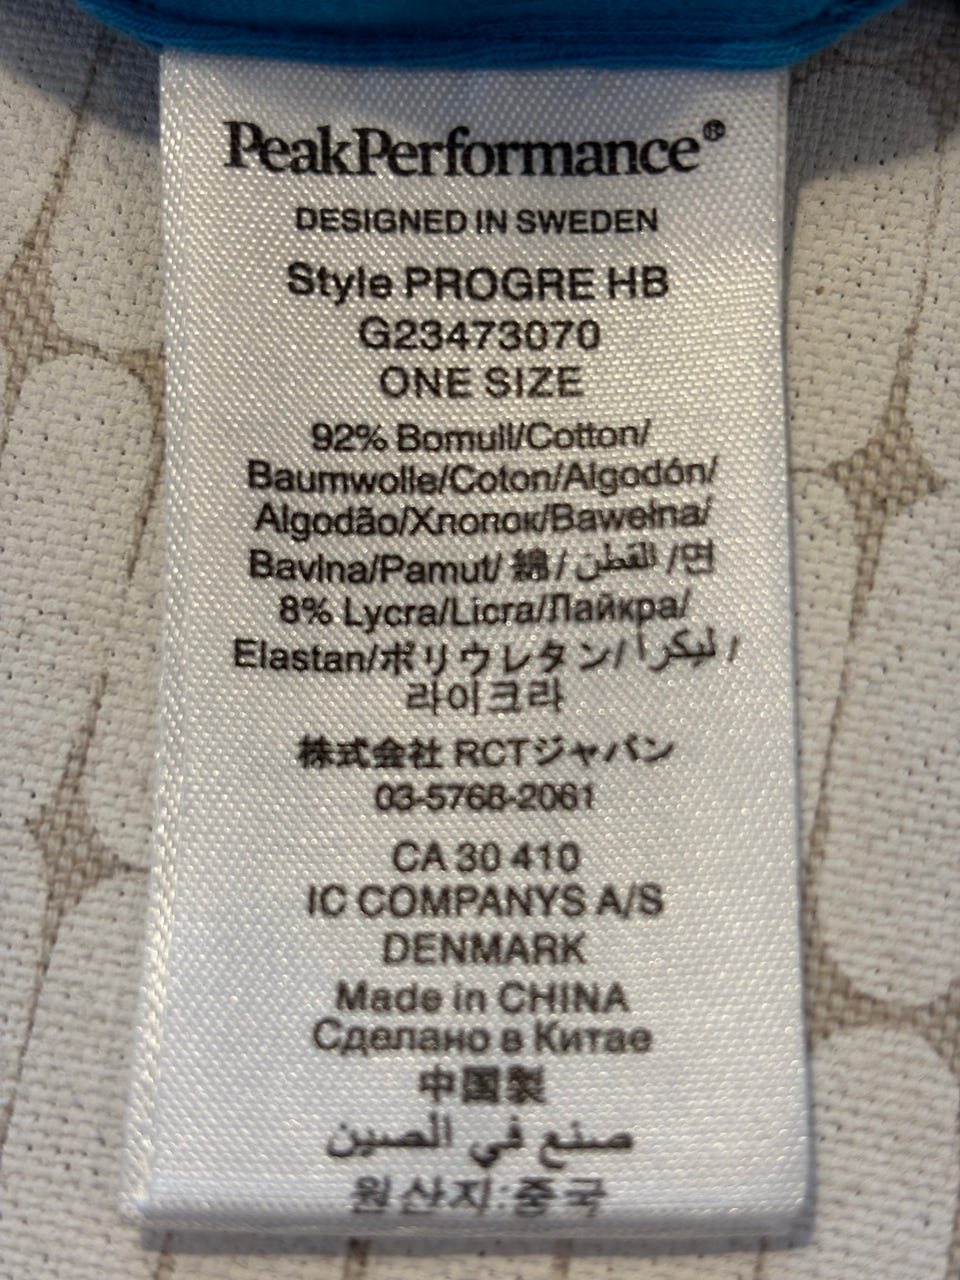 PeakPerformance®
DESIGNED IN SWEDEN
Style PROGRE HB
G23473070
ONE SIZE
92% Bomull/Cotton/
Baumwolle/Coton/Algodón/
Algodão/Хлопок/Bawełna/
Bavlna/Pamut/ 綿/ القطن /면
8% Lycra/Licra/Лайкра/
Elastan/ポリウレタン/ ليكرا /
라이크라
株式会社 RCTジャパン
03-5768-2061
CA 30 410
IC COMPANYS A/S
DENMARK
Made in CHINA
Сделано в Китае
中国製
صنع في الصين
원산지:중국